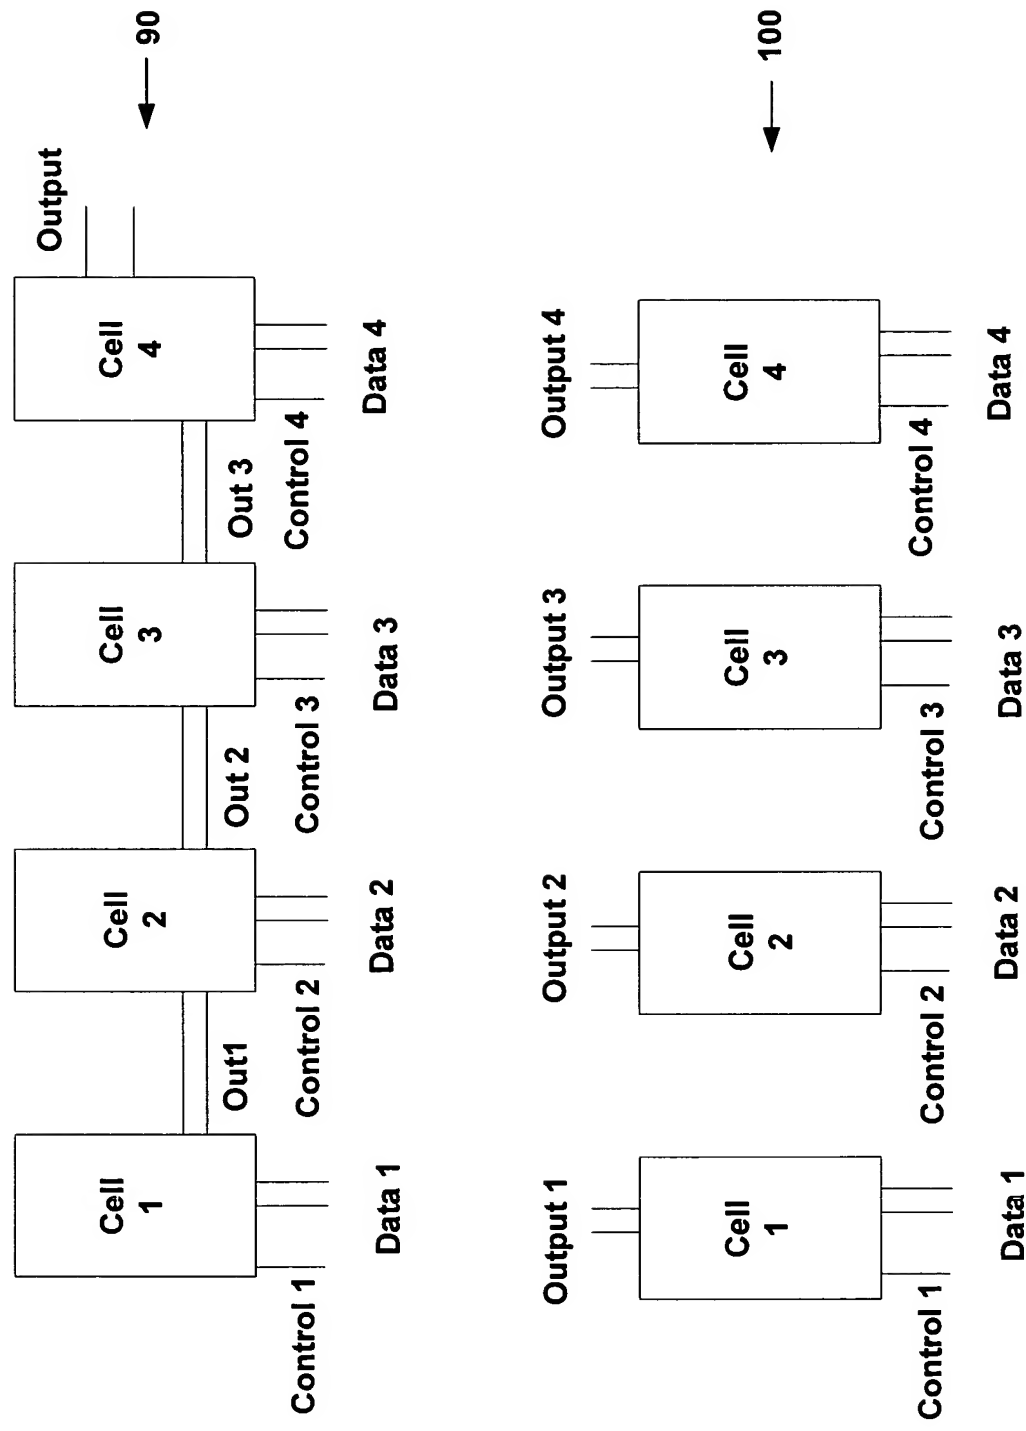 90
Output
Cell
1
Cell
2
Cell
3
Cell
4
Out1
Out 2
Out 3
Control 1
Control 2
Control 3
Control 4
Data 1
Data 2
Data 3
Data 4
100
Output 1
Output 2
Output 3
Output 4
Cell
1
Cell
2
Cell
3
Cell
4
Control 1
Control 2
Control 3
Control 4
Data 1
Data 2
Data 3
Data 4